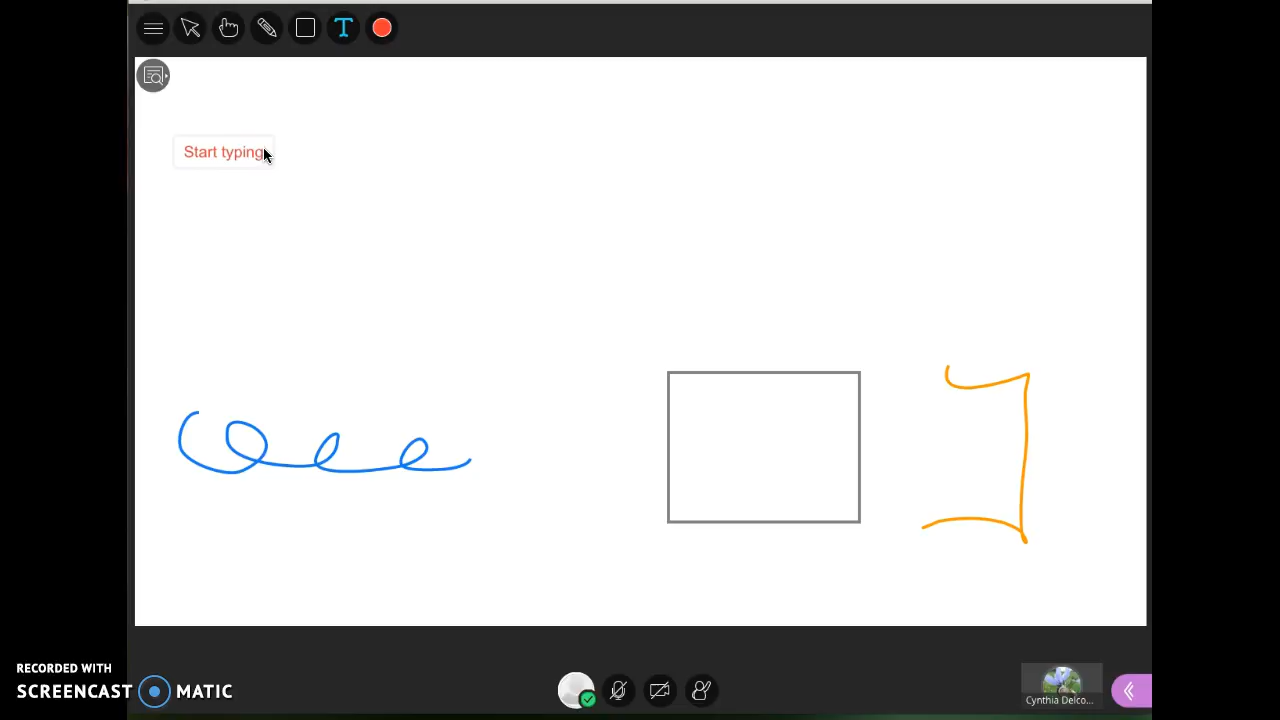 T
Start typing
RECORDED WITH
SCREENCAST MATIC
Cynthia Delco...